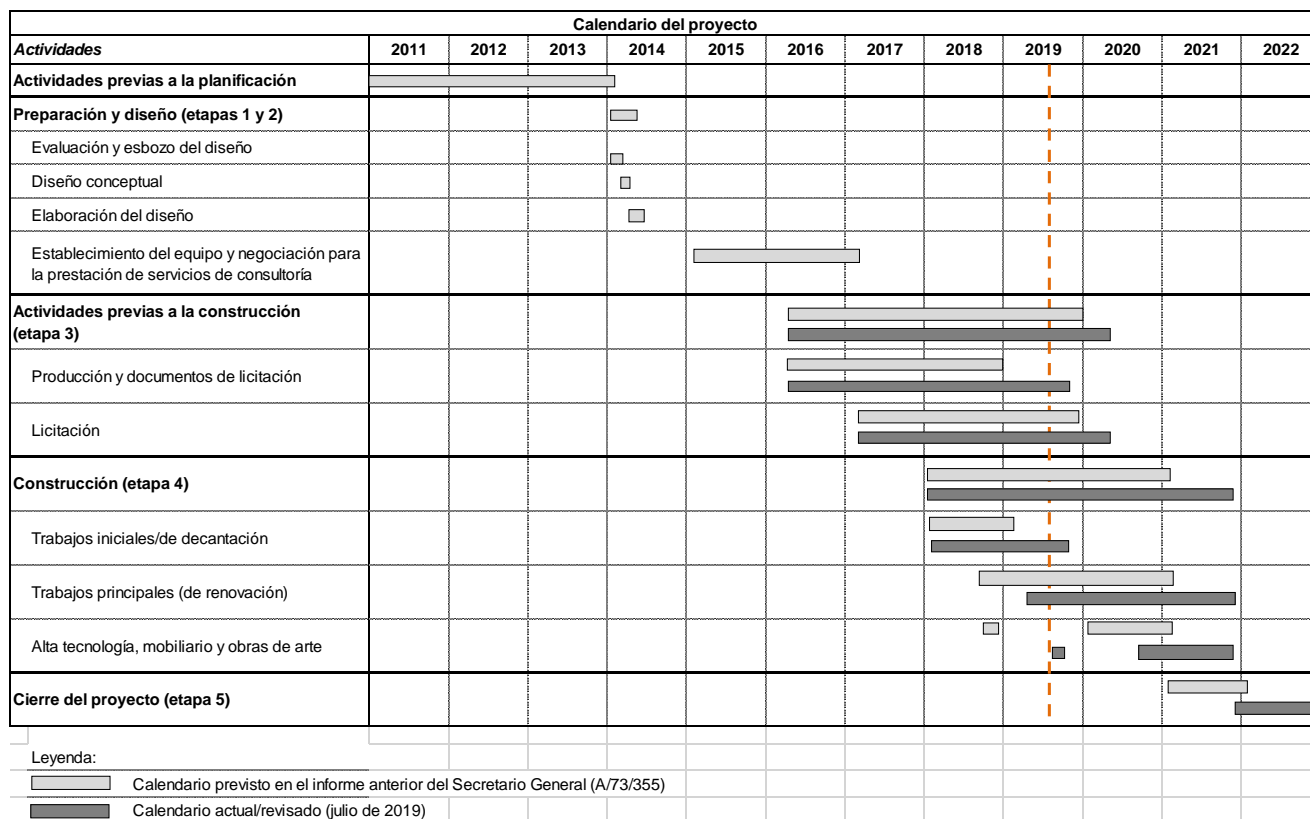 Calendario del proyecto
Actividades 2011 2012 2013 2014 2015 2016 2017 2018 2019 2020 2021 2022
Actividades previas a la planificación
Preparación y diseño (etapas 1 y 2)
Evaluación y esbozo del diseño
Diseño conceptual
Elaboración del diseño
Establecimiento del equipo y negociación para
la prestación de servicios de consultoría
Actividades previas a la construcción
(etapa 3)
Producción y documentos de licitación
Licitación
Construcción (etapa 4)
Trabajos iniciales/de decantación
Trabajos principales (de renovación)
Alta tecnología, mobiliario y obras de arte
Cierre del proyecto (etapa 5)
Leyenda:
Calendario previsto en el informe anterior del Secretario General (A/73/355)
Calendario actual/revisado (julio de 2019)